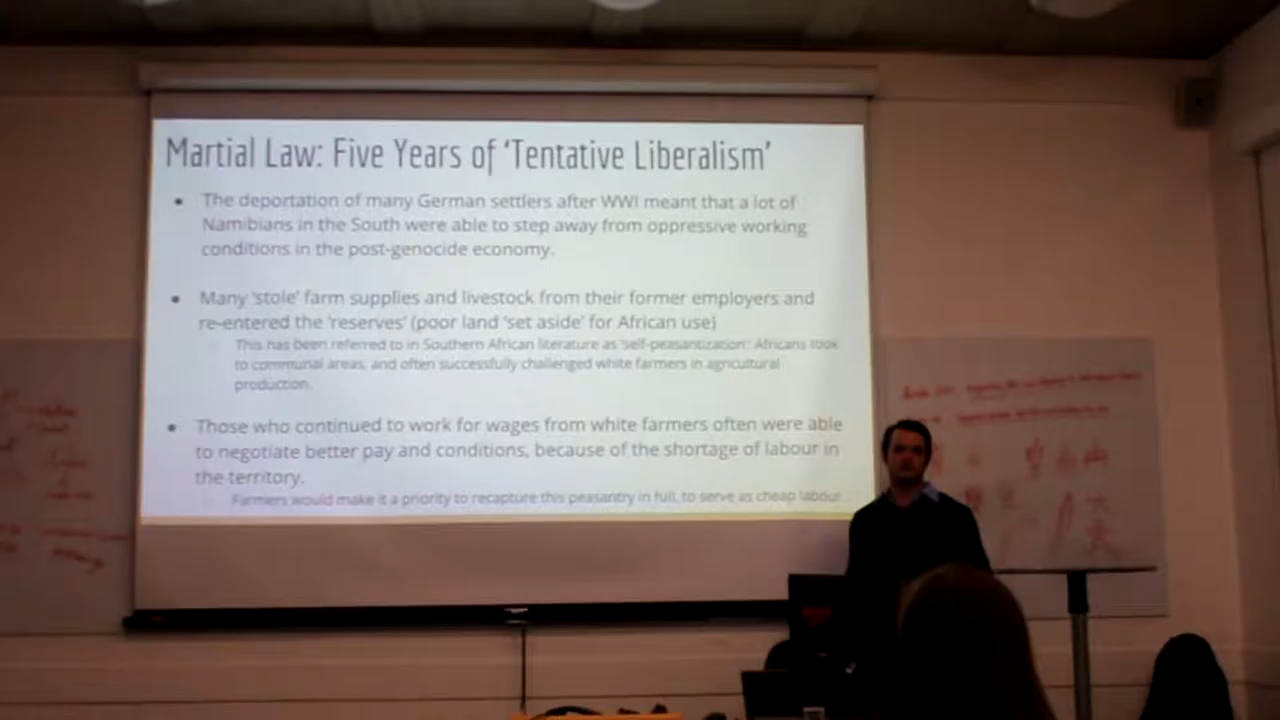 Martial Law: Five Years of ‘Tentative Liberalism’
The deportation of many German settlers after WWI meant that a lot of
Namibians in the South were able to step away from oppressive working
conditions in the post-genocide economy.
Many ‘stole’ farm supplies and livestock from their former employers and
re-entered the ‘reserves’ (poor land ‘set aside’ for African use)
This has been referred to in Southern African literature as ‘self-peasantization’: Africans took
to communal areas, and often successfully challenged white farmers in agricultural
production.
Those who continued to work for wages from white farmers often were able
to negotiate better pay and conditions, because of the shortage of labour in
the territory.
Farmers would make it a priority to recapture this peasantry in full, to serve as cheap labour